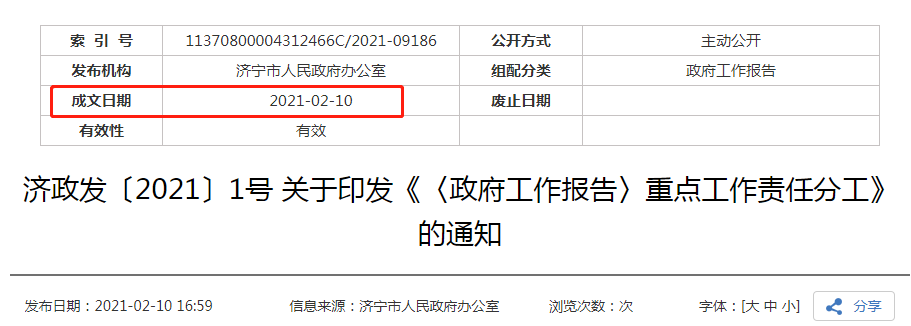 索 引 号 11370800004312466C/2021-09186 公开方式 主动公开
发布机构 济宁市人民政府办公室 组配分类 政府工作报告
成文日期 2021-02-10 废止日期
有效性 有效
济政发〔2021〕1号 关于印发《〈政府工作报告〉重点工作责任分工》
的通知
发布日期：2021-02-10 16:59 信息来源：济宁市人民政府办公室 浏览次数：次 字体：[大 中 小] 分享